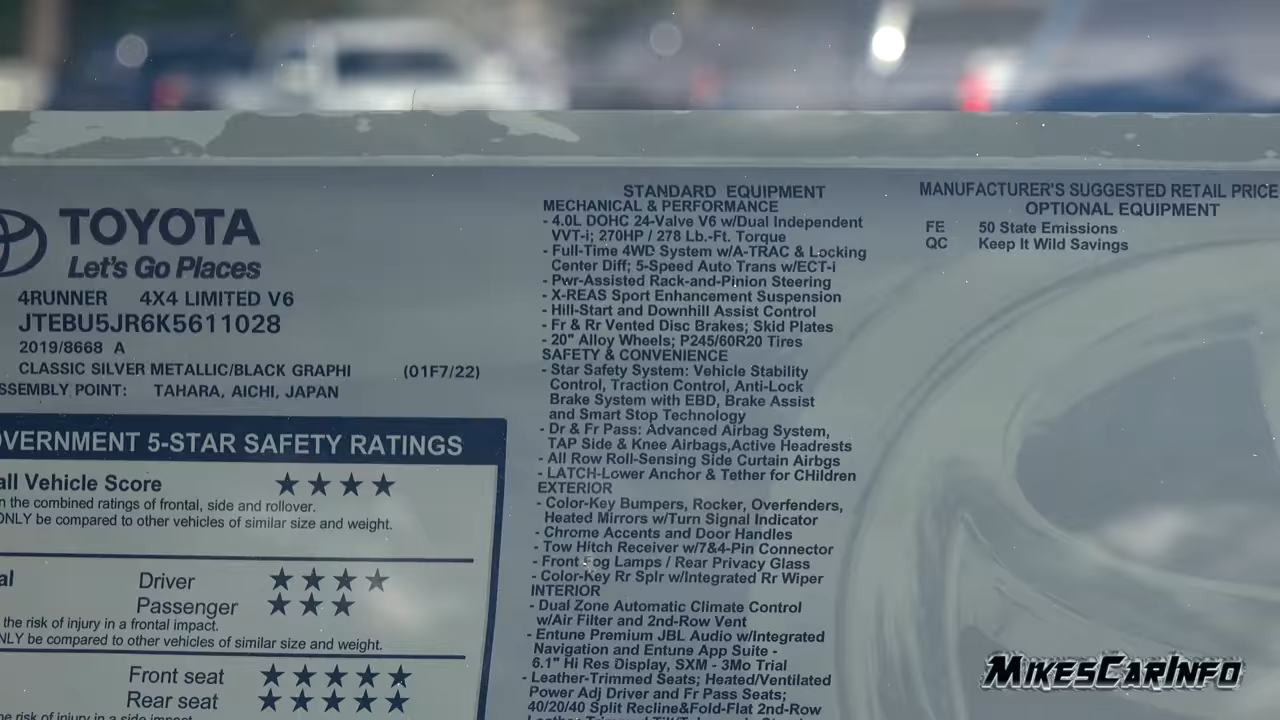 TOYOTA
Let's Go Places
4RUNNER 4X4 LIMITED V6
JTEBU5JR6K5611028
2019/8668 A
CLASSIC SILVER METALLIC/BLACK GRAPHI (01F7/22)
SSEMBLY POINT: TAHARA, AICHI, JAPAN
OVERNMENT 5-STAR SAFETY RATINGS
all Vehicle Score ★★★★
n the combined ratings of frontal, side and rollover.
ONLY be compared to other vehicles of similar size and weight.
al Driver ★★★★
Passenger ★★★
the risk of injury in a frontal impact.
NLY be compared to other vehicles of similar size and weight.
Front seat ★★★★★
Rear seat ★★★★★
e risk of injury in a side impact.
STANDARD EQUIPMENT
MECHANICAL & PERFORMANCE
- 4.0L DOHC 24-Valve V6 w/Dual Independent
VVT-i; 270HP / 278 Lb.-Ft. Torque
- Full-Time 4WD System w/A-TRAC & Locking
Center Diff; 5-Speed Auto Trans w/ECT-i
- Pwr-Assisted Rack-and-Pinion Steering
- X-REAS Sport Enhancement Suspension
- Hill-Start and Downhill Assist Control
- Fr & Rr Vented Disc Brakes; Skid Plates
- 20" Alloy Wheels; P245/60R20 Tires
SAFETY & CONVENIENCE
- Star Safety System: Vehicle Stability
Control, Traction Control, Anti-Lock
Brake System with EBD, Brake Assist
and Smart Stop Technology
- Dr & Fr Pass: Advanced Airbag System,
TAP Side & Knee Airbags,Active Headrests
- All Row Roll-Sensing Side Curtain Airbgs
- LATCH-Lower Anchor & Tether for CHildren
EXTERIOR
- Color-Key Bumpers, Rocker, Overfenders,
Heated Mirrors w/Turn Signal Indicator
- Chrome Accents and Door Handles
- Tow Hitch Receiver w/7&4-Pin Connector
- Front Fog Lamps / Rear Privacy Glass
- Color-Key Rr Splr w/Integrated Rr Wiper
INTERIOR
- Dual Zone Automatic Climate Control
w/Air Filter and 2nd-Row Vent
- Entune Premium JBL Audio w/Integrated
Navigation and Entune App Suite -
6.1" Hi Res Display, SXM - 3Mo Trial
- Leather-Trimmed Seats; Heated/Ventilated
Power Adj Driver and Fr Pass Seats;
40/20/40 Split Recline&Fold-Flat 2nd-Row
MANUFACTURER'S SUGGESTED RETAIL PRICE
OPTIONAL EQUIPMENT
FE 50 State Emissions
QC Keep It Wild Savings
MIKESCARINFO